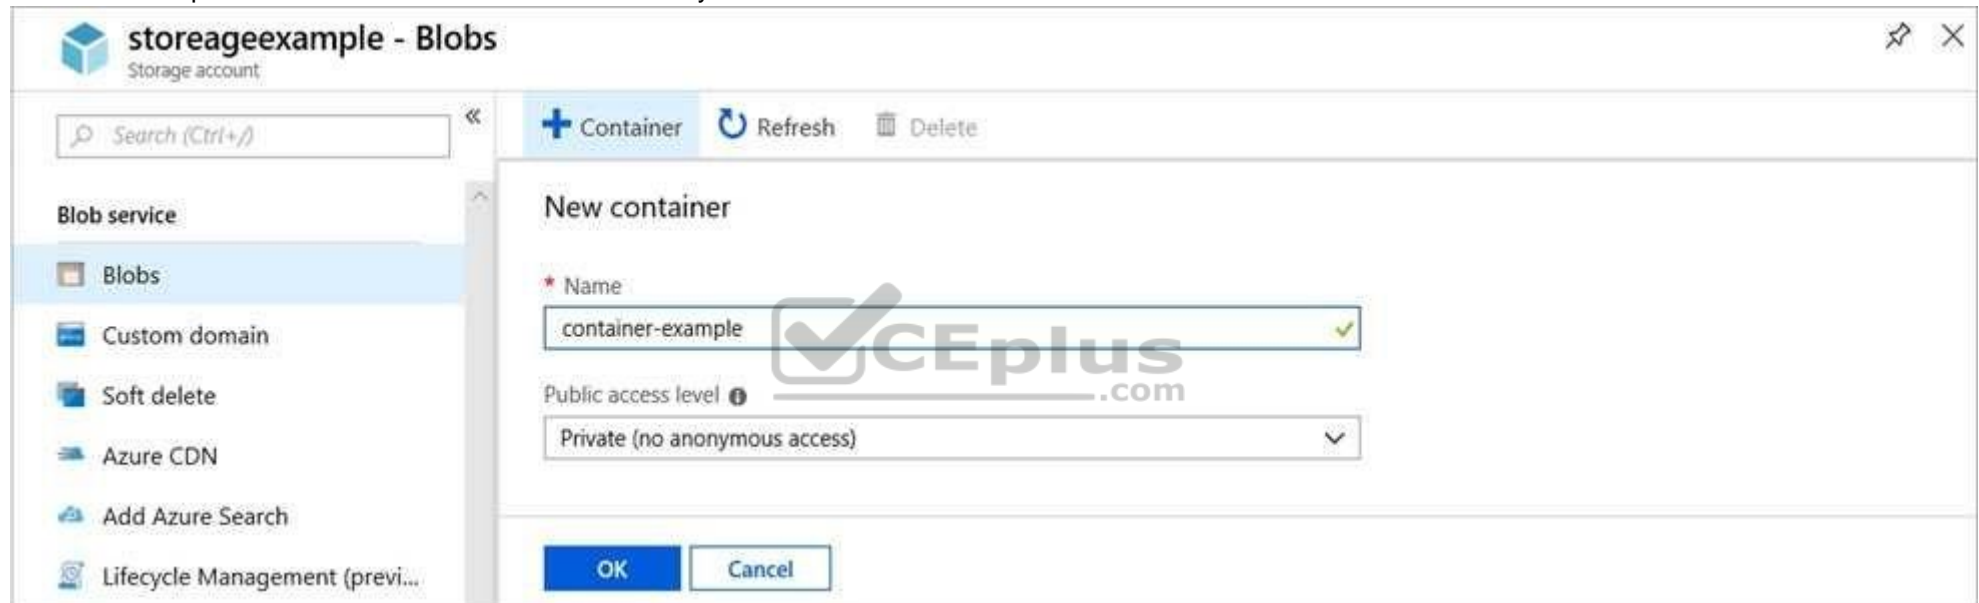 storeageexample - Blobs
Storage account
Search (Ctrl+/)
«
Container
Refresh
Delete
Blob service
Blobs
Custom domain
Soft delete
Azure CDN
Add Azure Search
Lifecycle Management (previ...
New container
* Name
container-example
Public access level
Private (no anonymous access)
OK
Cancel
CEplus
.com